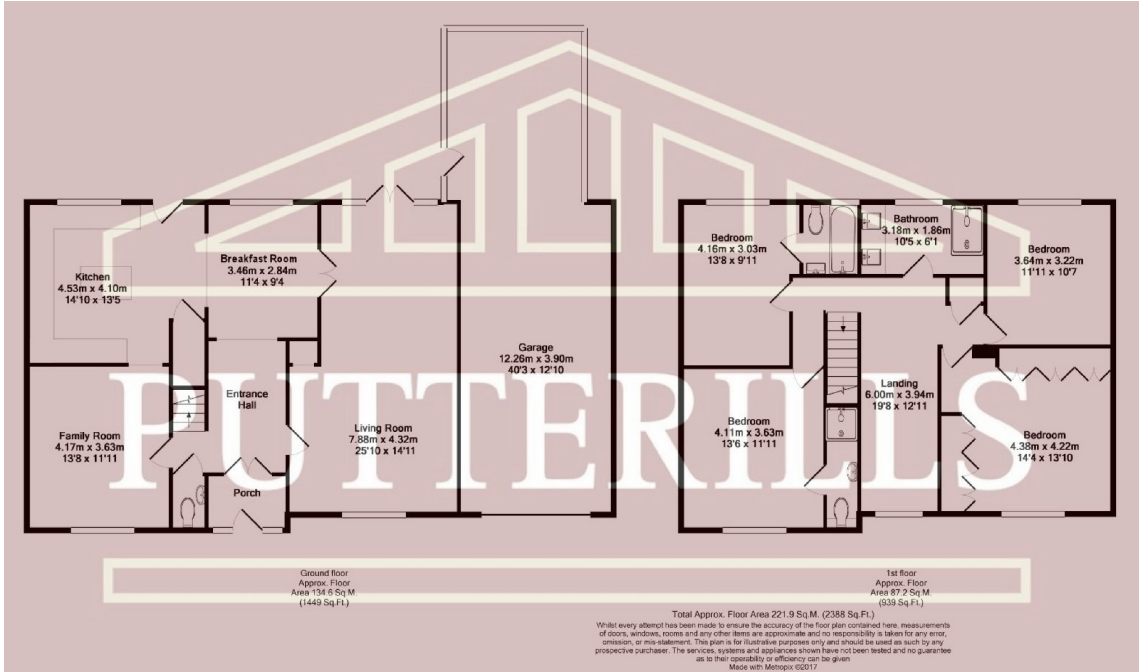 Kitchen
4.53m x 4.10m
14'10 x 13'5
Breakfast Room
3.46m x 2.84m
11'4 x 9'4
Garage
12.26m x 3.90m
40'3 x 12'10
Entrance
Hall
Family Room
4.17m x 3.63m
13'8 x 11'11
Living Room
7.88m x 4.32m
25'10 x 14'11
Porch
Bedroom
4.16m x 3.03m
13'8 x 9'11
Bathroom
3.18m x 1.86m
10'5 x 6'1
Bedroom
3.64m x 3.22m
11'11 x 10'7
Landing
6.00m x 3.94m
19'8 x 12'11
Bedroom
4.11m x 3.63m
13'6 x 11'11
Bedroom
4.38m x 4.22m
14'4 x 13'10
PUTTERILLS
Ground floor
Approx. Floor
Area 134.6 Sq.M.
(1449 Sq.Ft.)
1st floor
Approx. Floor
Area 87.2 Sq.M.
(939 Sq.Ft.)
Total Approx. Floor Area 221.9 Sq.M. (2388 Sq.Ft.)
Whilst every attempt has been made to ensure the accuracy of the floor plan contained here, measurements
of doors, windows, rooms and any other items are approximate and no responsibility is taken for any error,
omission, or mis-statement. This plan is for illustrative purposes only and should be used as such by any
prospective purchaser. The services, systems and appliances shown have not been tested and no guarantee
as to their operability or efficiency can be given
Made with Metropix ©2017